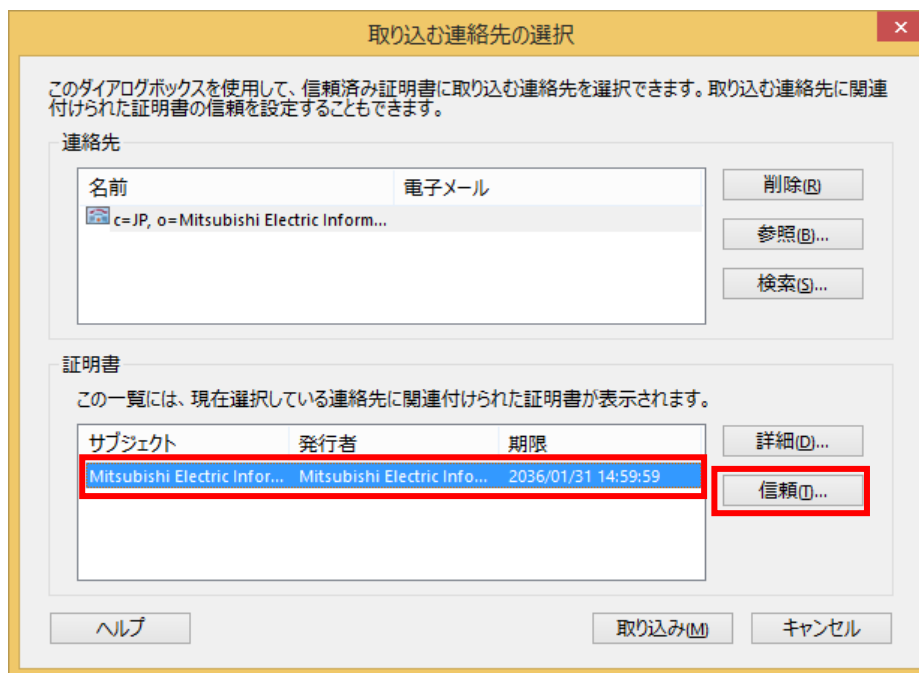 取り込む連絡先の選択
このダイアログボックスを使用して、信頼済み証明書に取り込む連絡先を選択できます。取り込む連絡先に関連
付けられた証明書の信頼を設定することもできます。
連絡先
名前 電子メール
c=JP, o=Mitsubishi Electric Inform...
削除(R)
参照(B)...
検索(S)...
証明書
この一覧には、現在選択している連絡先に関連付けられた証明書が表示されます。
サブジェクト 発行者 期限
Mitsubishi Electric Infor... Mitsubishi Electric Info... 2036/01/31 14:59:59
詳細(D)...
信頼(T)...
ヘルプ 取り込み(M) キャンセル